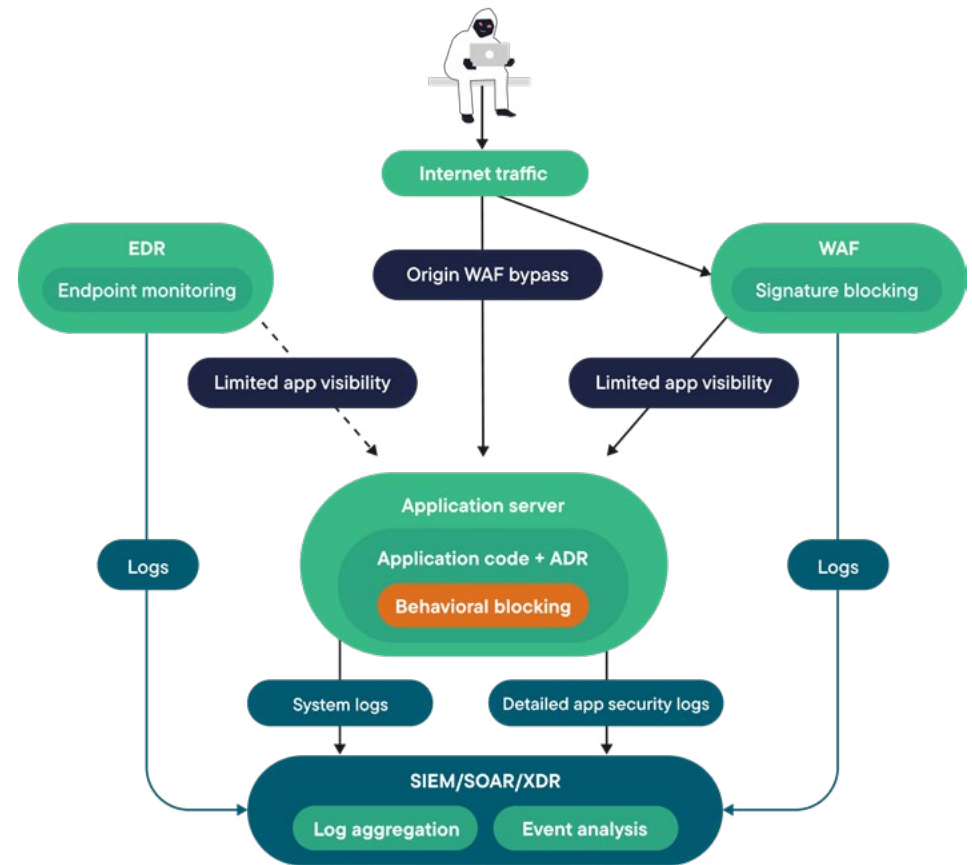 Internet traffic
EDR
Endpoint monitoring
Origin WAF bypass
WAF
Signature blocking
Limited app visibility
Limited app visibility
Application server
Application code + ADR
Behavioral blocking
Logs
Logs
System logs
Detailed app security logs
SIEM/SOAR/XDR
Log aggregation
Event analysis